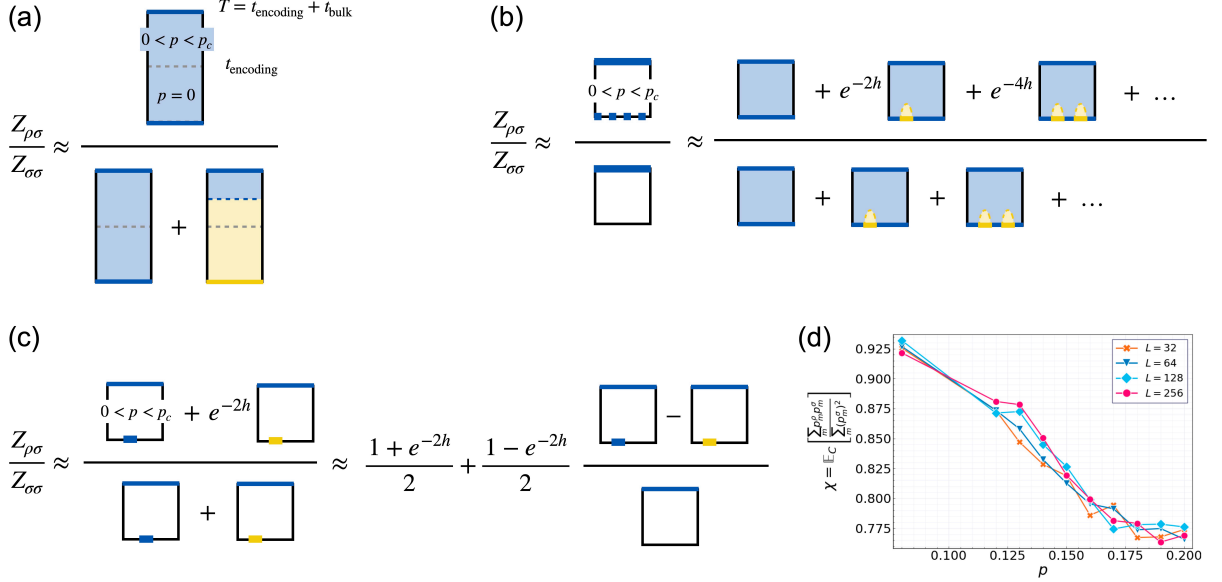 (a)
T = t_encoding + t_bulk
0 < p < p_c
t_encoding
p = 0
Z_ρσ / Z_σσ ≈
+
(b)
Z_ρσ / Z_σσ ≈
0 < p < p_c
≈
+ e^{-2h}
+ e^{-4h}
+ …
+
+
+ …
(c)
Z_ρσ / Z_σσ ≈
0 < p < p_c
+ e^{-2h}
+
≈
(1 + e^{-2h}) / 2 + (1 − e^{-2h}) / 2
−
(d)
χ = 𝔼_C [ ∑_m p_m^ρ p_m^σ / ∑_m (p_m^σ)^2 ]
0.925
0.900
0.875
0.850
0.825
0.800
0.775
L = 32
L = 64
L = 128
L = 256
0.100
0.125
0.150
0.175
0.200
p